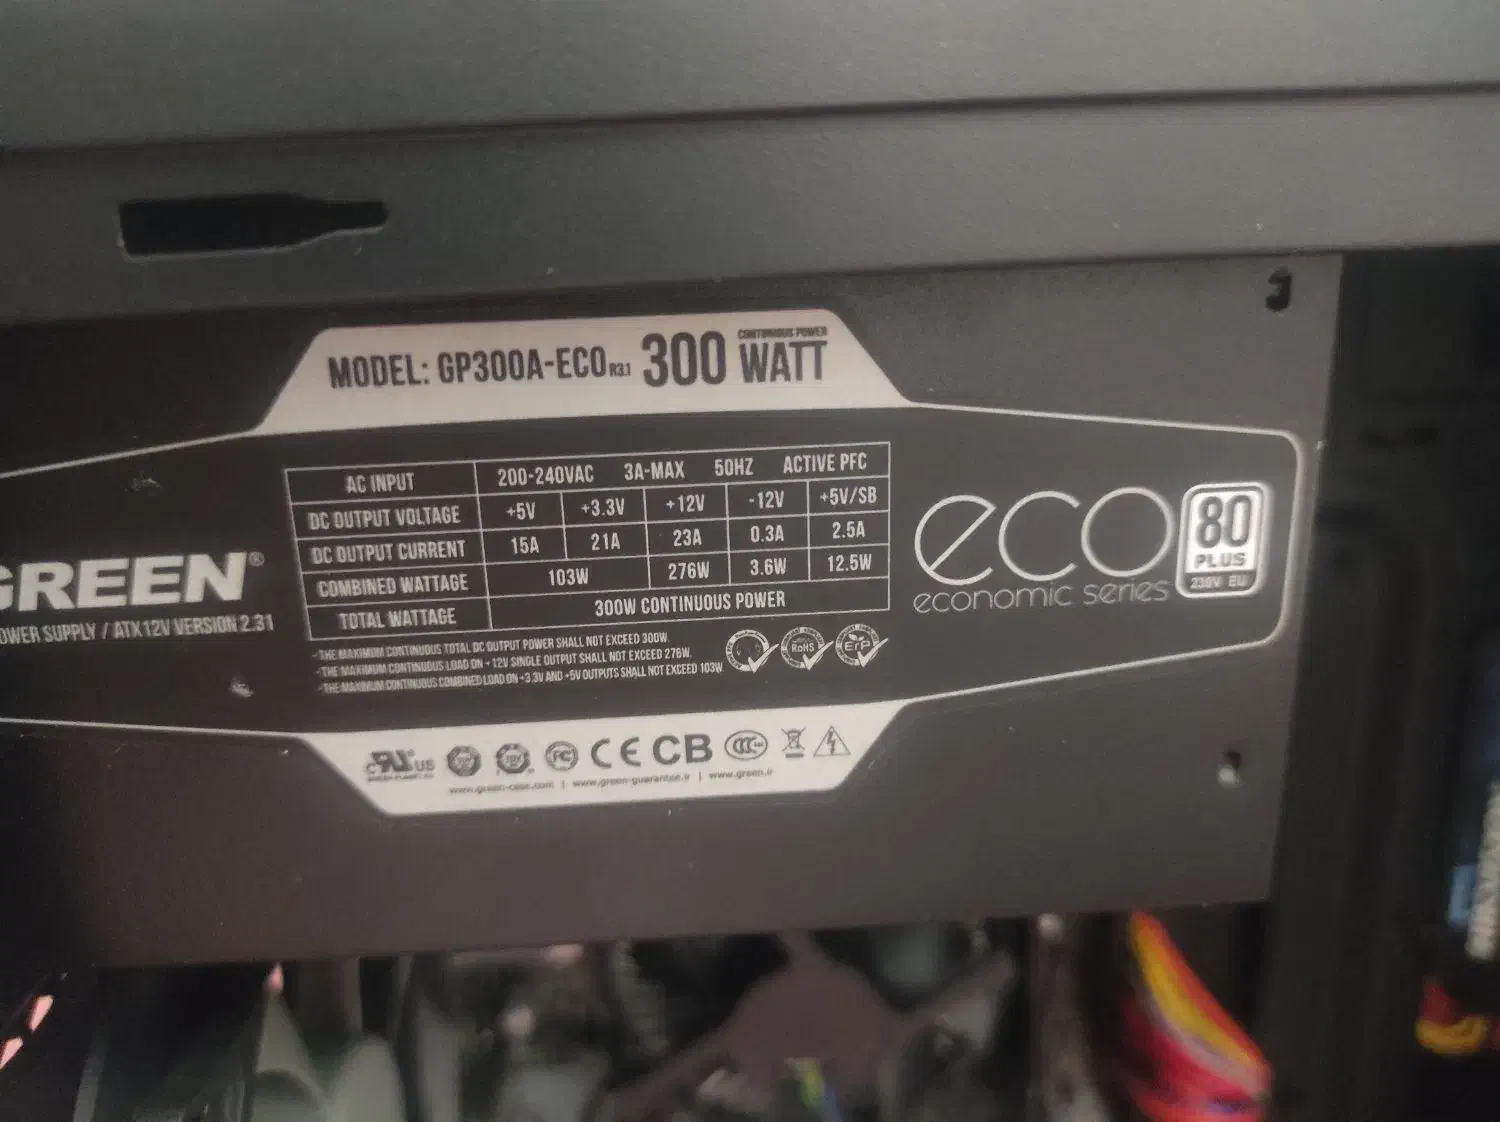 MODEL: GP300A-ECO R3.1 300 WATT
CONTINUOUS POWER
AC INPUT 200-240VAC 3A-MAX 50HZ ACTIVE PFC
DC OUTPUT VOLTAGE +5V +3.3V +12V -12V +5V/SB
DC OUTPUT CURRENT 15A 21A 23A 0.3A 2.5A
COMBINED WATTAGE 103W 276W 3.6W 12.5W
TOTAL WATTAGE 300W CONTINUOUS POWER
GREEN®
POWER SUPPLY / ATX12V VERSION 2.31
- THE MAXIMUM CONTINUOUS TOTAL DC OUTPUT POWER SHALL NOT EXCEED 300W.
- THE MAXIMUM CONTINUOUS LOAD ON +12V SINGLE OUTPUT SHALL NOT EXCEED 276W.
- THE MAXIMUM CONTINUOUS COMBINED LOAD ON +3.3V AND +5V OUTPUTS SHALL NOT EXCEED 103W.
RoHS
ErP
eco
economic series
80
PLUS
230V EU
c RU US
FC CE CB CCC
www.green-case.com | www.green-guarantee.ir | www.green.ir